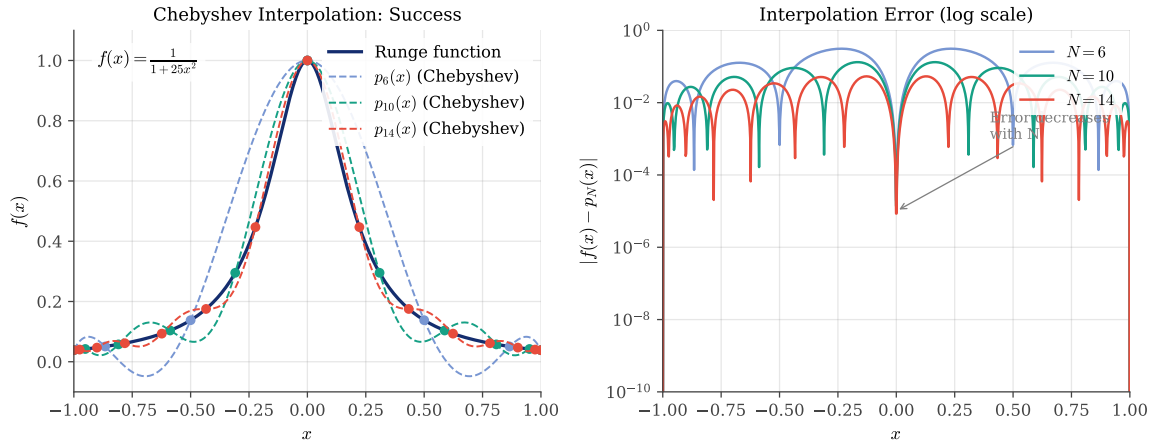 Chebyshev Interpolation: Success
f(x) = 1/(1+25x²)
Runge function
p₆(x) (Chebyshev)
p₁₀(x) (Chebyshev)
p₁₄(x) (Chebyshev)
f(x)
1.0
0.8
0.6
0.4
0.2
0.0
−1.00 −0.75 −0.50 −0.25 0.00 0.25 0.50 0.75 1.00
x
Interpolation Error (log scale)
N = 6
N = 10
N = 14
Error decreases
with N
|f(x) − p_N(x)|
10⁰
10⁻²
10⁻⁴
10⁻⁶
10⁻⁸
10⁻¹⁰
−1.00 −0.75 −0.50 −0.25 0.00 0.25 0.50 0.75 1.00
x